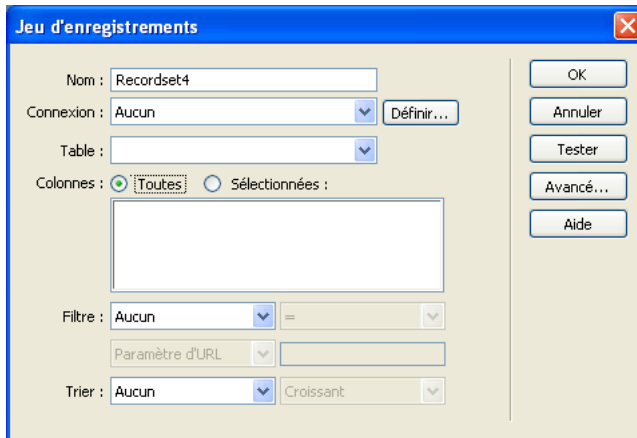 Jeu d'enregistrements
Nom : Recordset4
Connexion : Aucun Définir...
Table :
Colonnes : Toutes Sélectionnées :
Filtre : Aucun =
Paramètre d'URL
Trier : Aucun Croissant
OK
Annuler
Tester
Avancé...
Aide